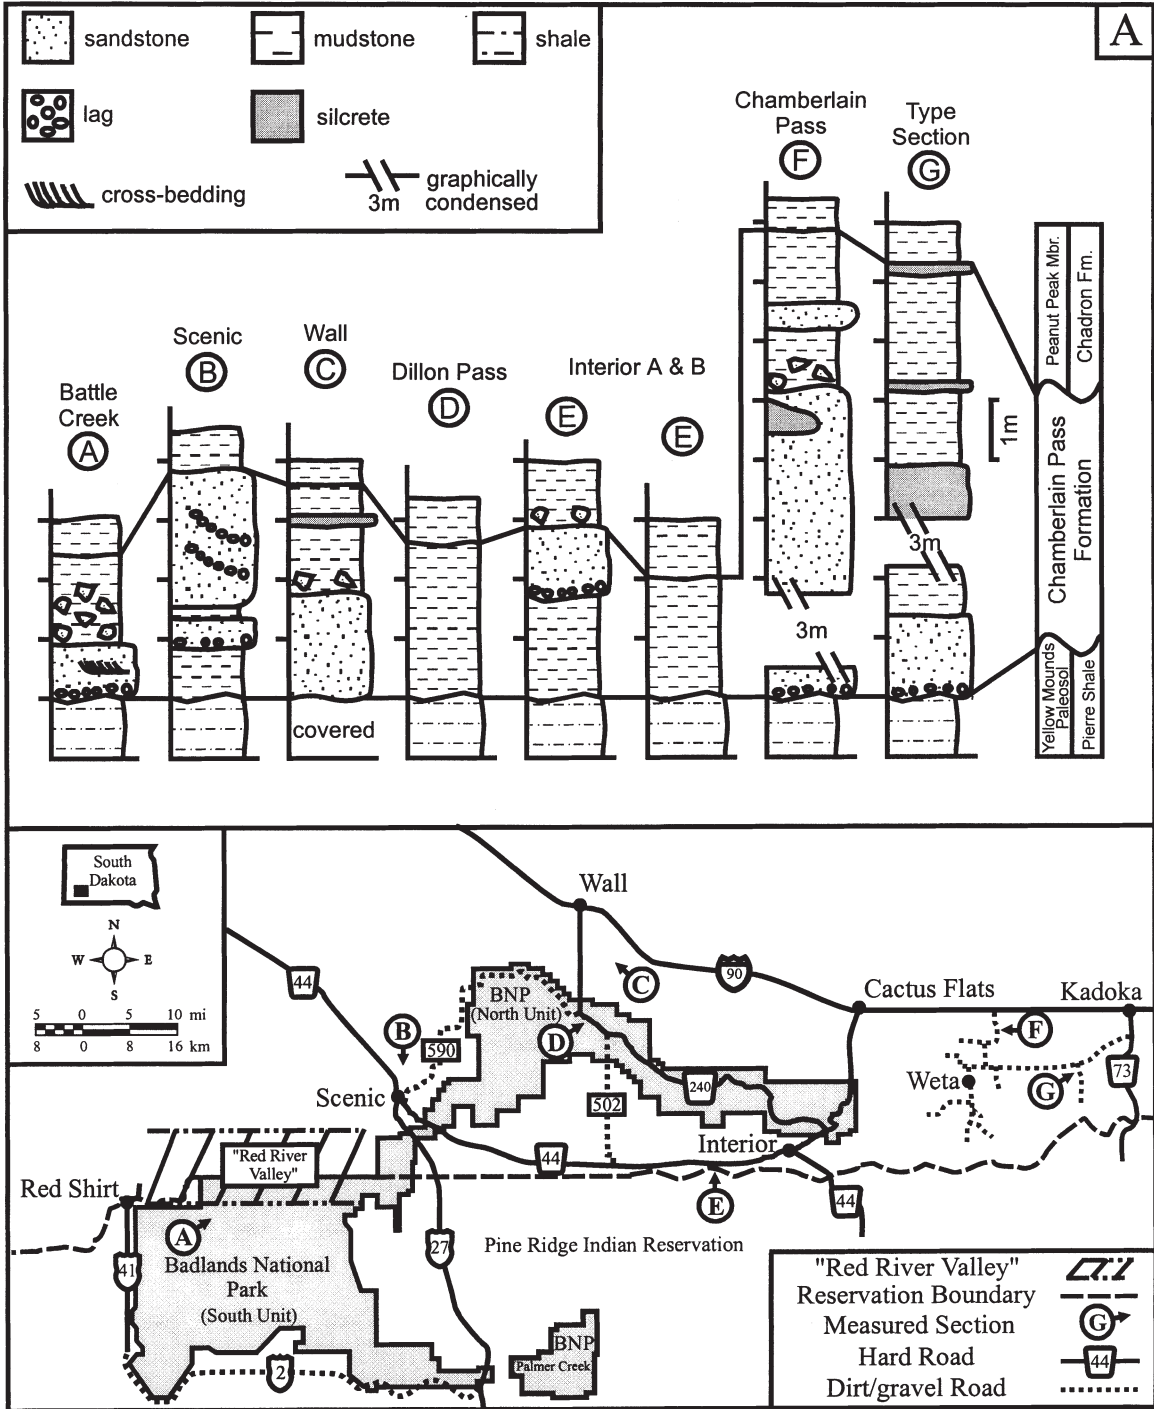 A
sandstone
mudstone
shale
lag
silcrete
cross-bedding
3m
graphically
condensed
Chamberlain
Pass
F
Type
Section
G
Scenic
B
Wall
C
Battle
Creek
A
Dillon Pass
D
Interior A & B
E
E
1m
3m
3m
covered
Peanut Peak Mbr.
Chadron Fm.
Chamberlain Pass
Formation
Yellow Mounds
Paleosol
Pierre Shale
South
Dakota
N
W E
S
5 0 5 10 mi
8 0 8 16 km
Wall
44
90
C
BNP
(North Unit)
Cactus Flats
Kadoka
B
590
D
F
Weta
G
73
Scenic
240
502
Interior
44
"Red River
Valley"
Red Shirt
E
44
A
27
41
Badlands National
Park
(South Unit)
Pine Ridge Indian Reservation
2
BNP
Palmer Creek
"Red River Valley"
Reservation Boundary
Measured Section G
Hard Road 44
Dirt/gravel Road